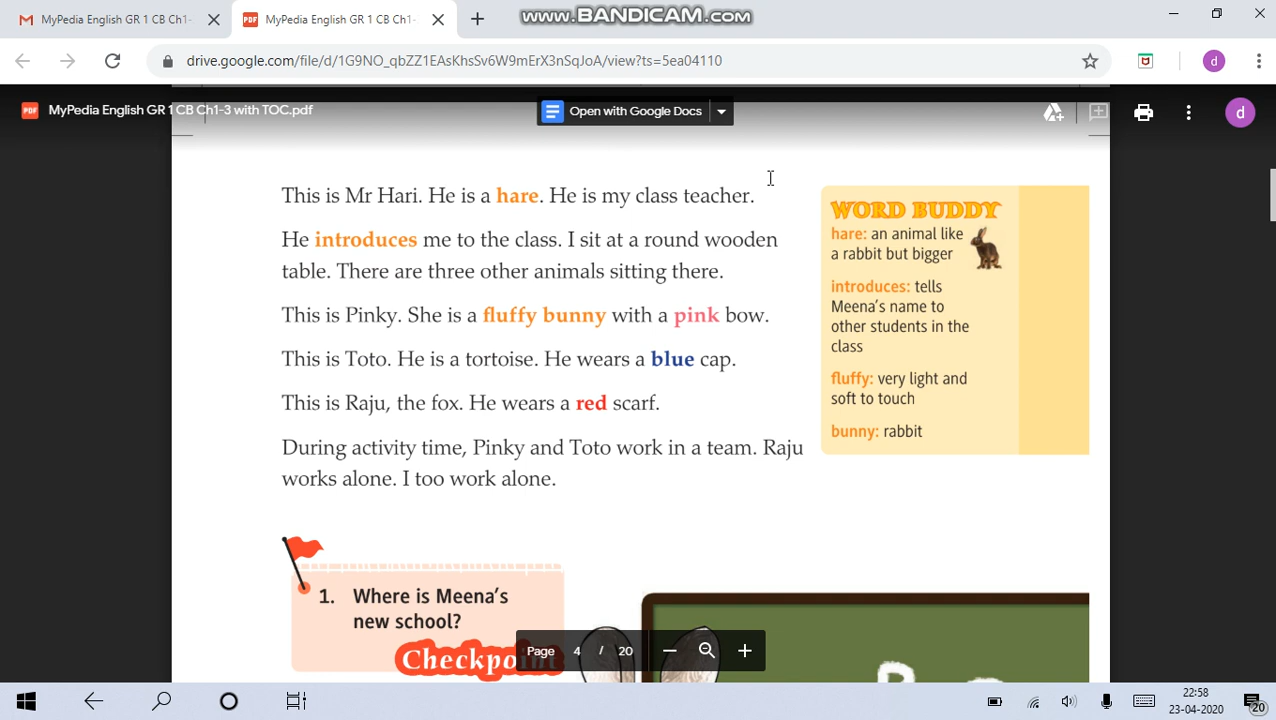 MyPedia English GR 1 CB Ch1-
MyPedia English GR 1 CB Ch1-
www.BANDICAM.com
drive.google.com/file/d/1G9NO_qbZZ1EAsKhsSv6W9mErX3nSqJoA/view?ts=5ea04110
d
PDF MyPedia English GR 1 CB Ch1-3 with TOC.pdf
Open with Google Docs
d
This is Mr Hari. He is a hare. He is my class teacher.
He introduces me to the class. I sit at a round wooden
table. There are three other animals sitting there.
This is Pinky. She is a fluffy bunny with a pink bow.
This is Toto. He is a tortoise. He wears a blue cap.
This is Raju, the fox. He wears a red scarf.
During activity time, Pinky and Toto work in a team. Raju
works alone. I too work alone.
WORD BUDDY
hare: an animal like
a rabbit but bigger
introduces: tells
Meena's name to
other students in the
class
fluffy: very light and
soft to touch
bunny: rabbit
1. Where is Meena's
new school?
Checkpoint
Page 4 / 20
22:58
23-04-2020
20